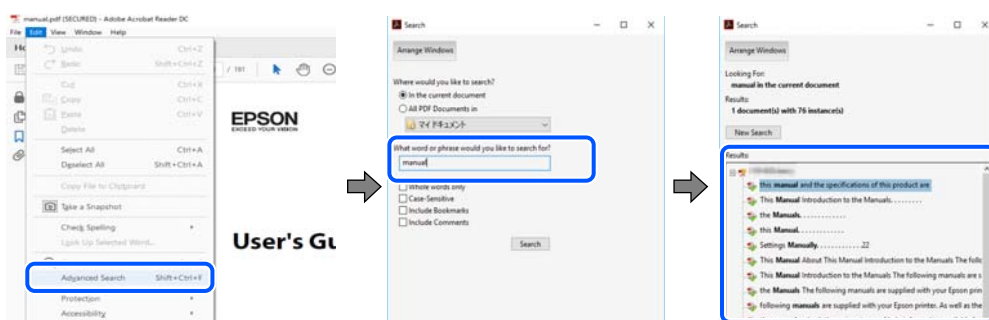 manual.pdf (SECURED) - Adobe Acrobat Reader DC
File Edit View Window Help
Undo Ctrl+Z
Redo Shift+Ctrl+Z
Cut Ctrl+X
Copy Ctrl+C
Paste Ctrl+V
Delete
Select All Ctrl+A
Deselect All Shift+Ctrl+A
Copy File to Clipboard
Take a Snapshot
Check Spelling
Look Up Selected Word...
Advanced Search Shift+Ctrl+F
Protection
Accessibility
/ 191
EPSON
EXCEED YOUR VISION
User's Gu
Search
Arrange Windows
Where would you like to search?
In the current document
All PDF Documents in
マイ ドキュメント
What word or phrase would you like to search for?
manual
Whole words only
Case-Sensitive
Include Bookmarks
Include Comments
Search
Search
Arrange Windows
Looking For:
manual in the current document
Results:
1 document(s) with 76 instance(s)
New Search
Results:
this manual and the specifications of this product are
This Manual Introduction to the Manuals. . . . . . . . .
the Manuals. . . . . . . . . . . . .
this Manual. . . . . . . . . . . . .
Settings Manually. . . . . . . . . . . .22
This Manual About This Manual Introduction to the Manuals The follo
This Manual Introduction to the Manuals The following manuals are s
the Manuals The following manuals are supplied with your Epson prin
following manuals are supplied with your Epson printer. As well as the